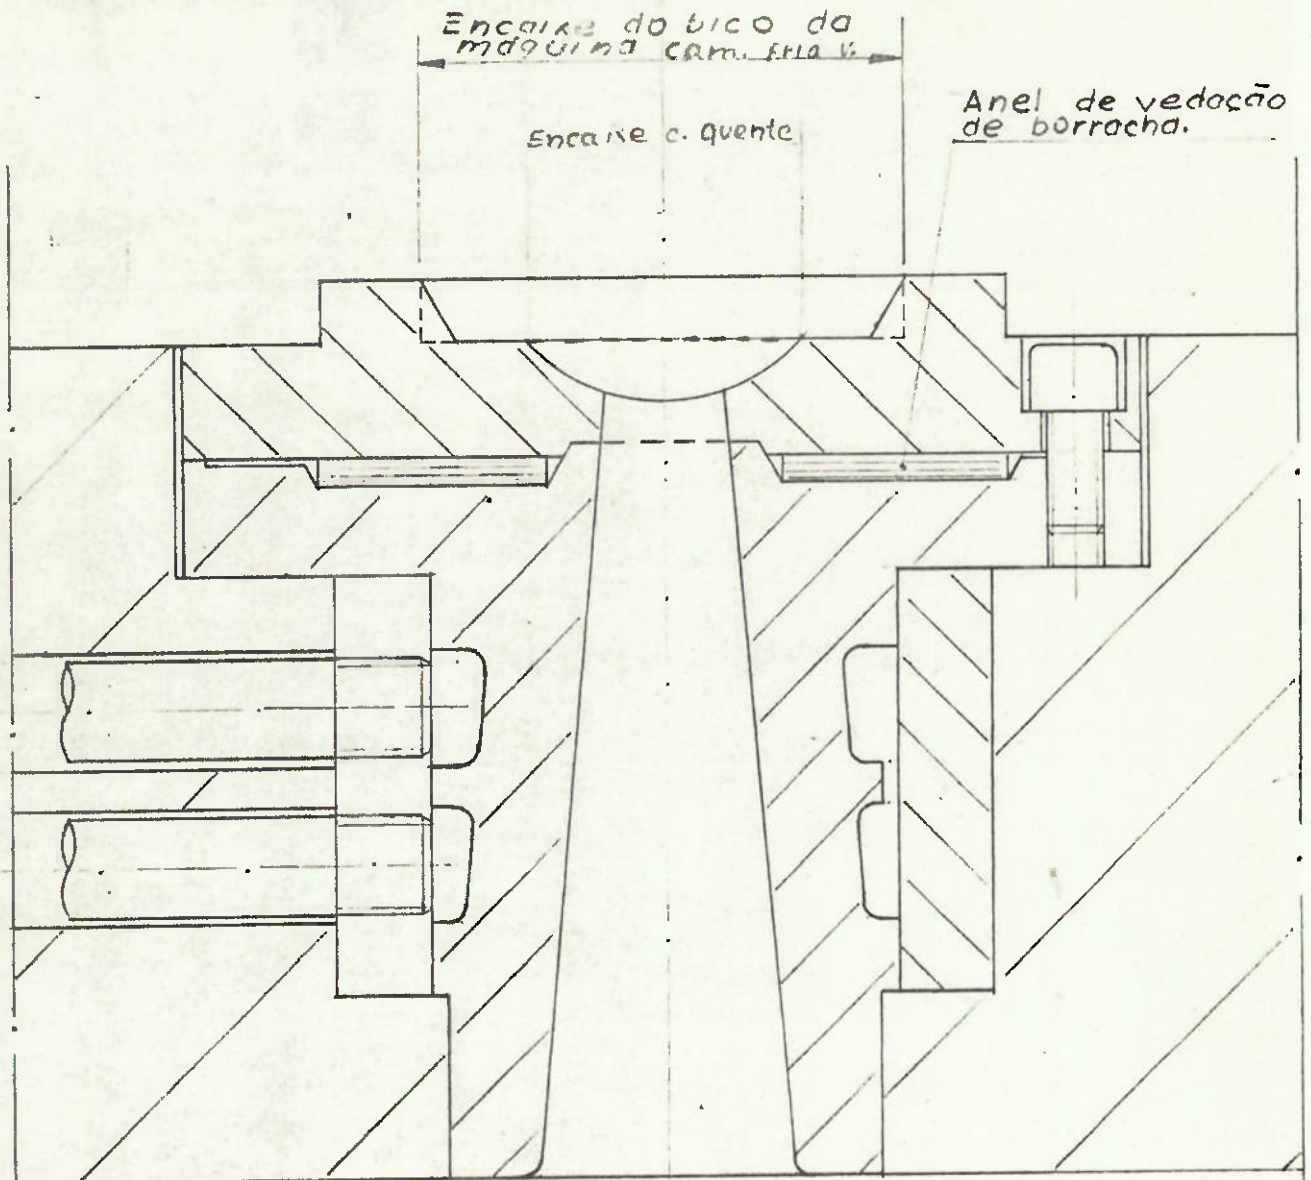 Encaixe do bico da
máquina cam. fria v.
Encaixe c. quente
Anel de vedação
de borracha.